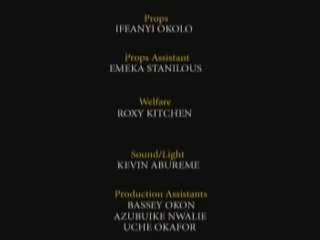 Props
IFEANYI OKOLO
Props Assistant
EMEKA STANILOUS
Welfare
ROXY KITCHEN
Sound/Light
KEVIN ABUREME
Production Assistants
BASSEY OKON
AZUBUIKE NWALIE
UCHE OKAFOR